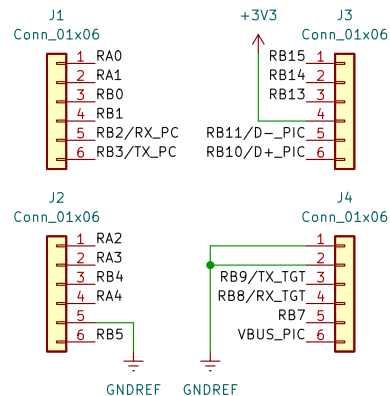 J1
Conn_01x06
1 RA0
2 RA1
3 RB0
4 RB1
5 RB2/RX_PC
6 RB3/TX_PC
+3V3
J3
Conn_01x06
RB15 1
RB14 2
RB13 3
4
RB11/D-_PIC 5
RB10/D+_PIC 6
J2
Conn_01x06
1 RA2
2 RA3
3 RB4
4 RA4
5
6 RB5
GNDREF
J4
Conn_01x06
1
2
RB9/TX_TGT 3
RB8/RX_TGT 4
RB7 5
VBUS_PIC 6
GNDREF